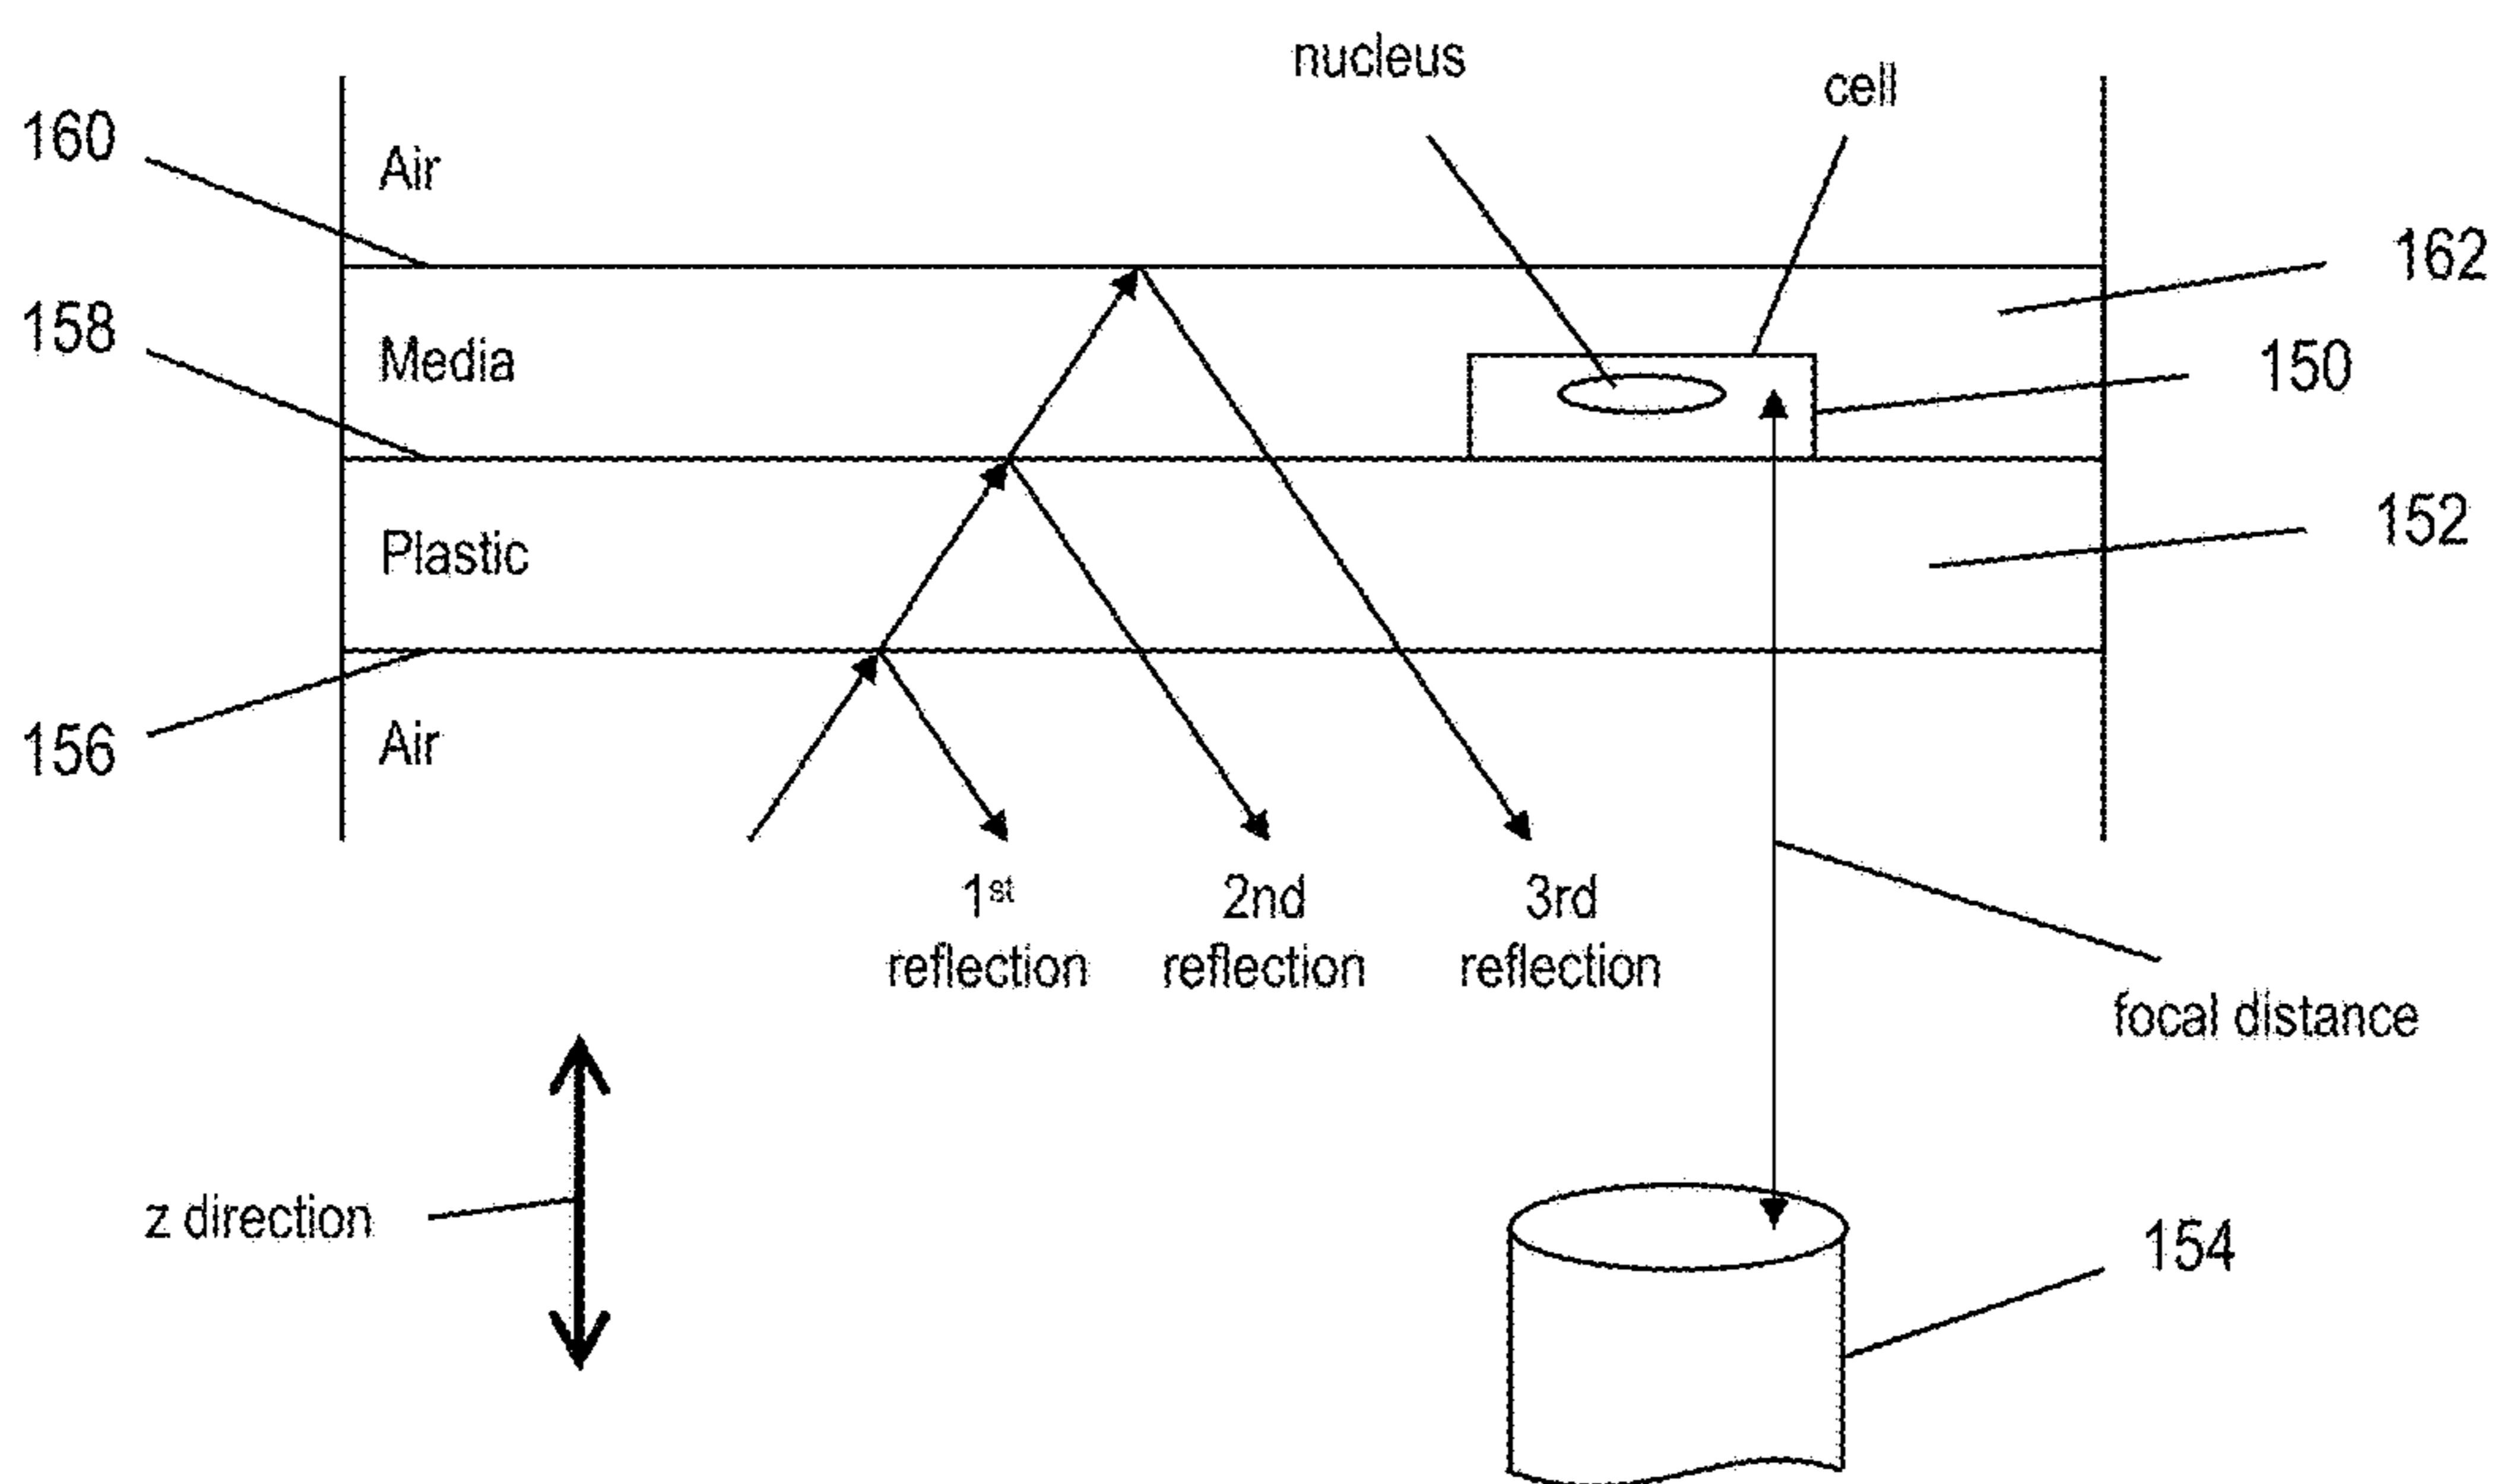 nucleus
cell
160
Air
162
158
Media
150
Plastic
152
156
Air
1st
reflection
2nd
reflection
3rd
reflection
focal distance
z direction
154